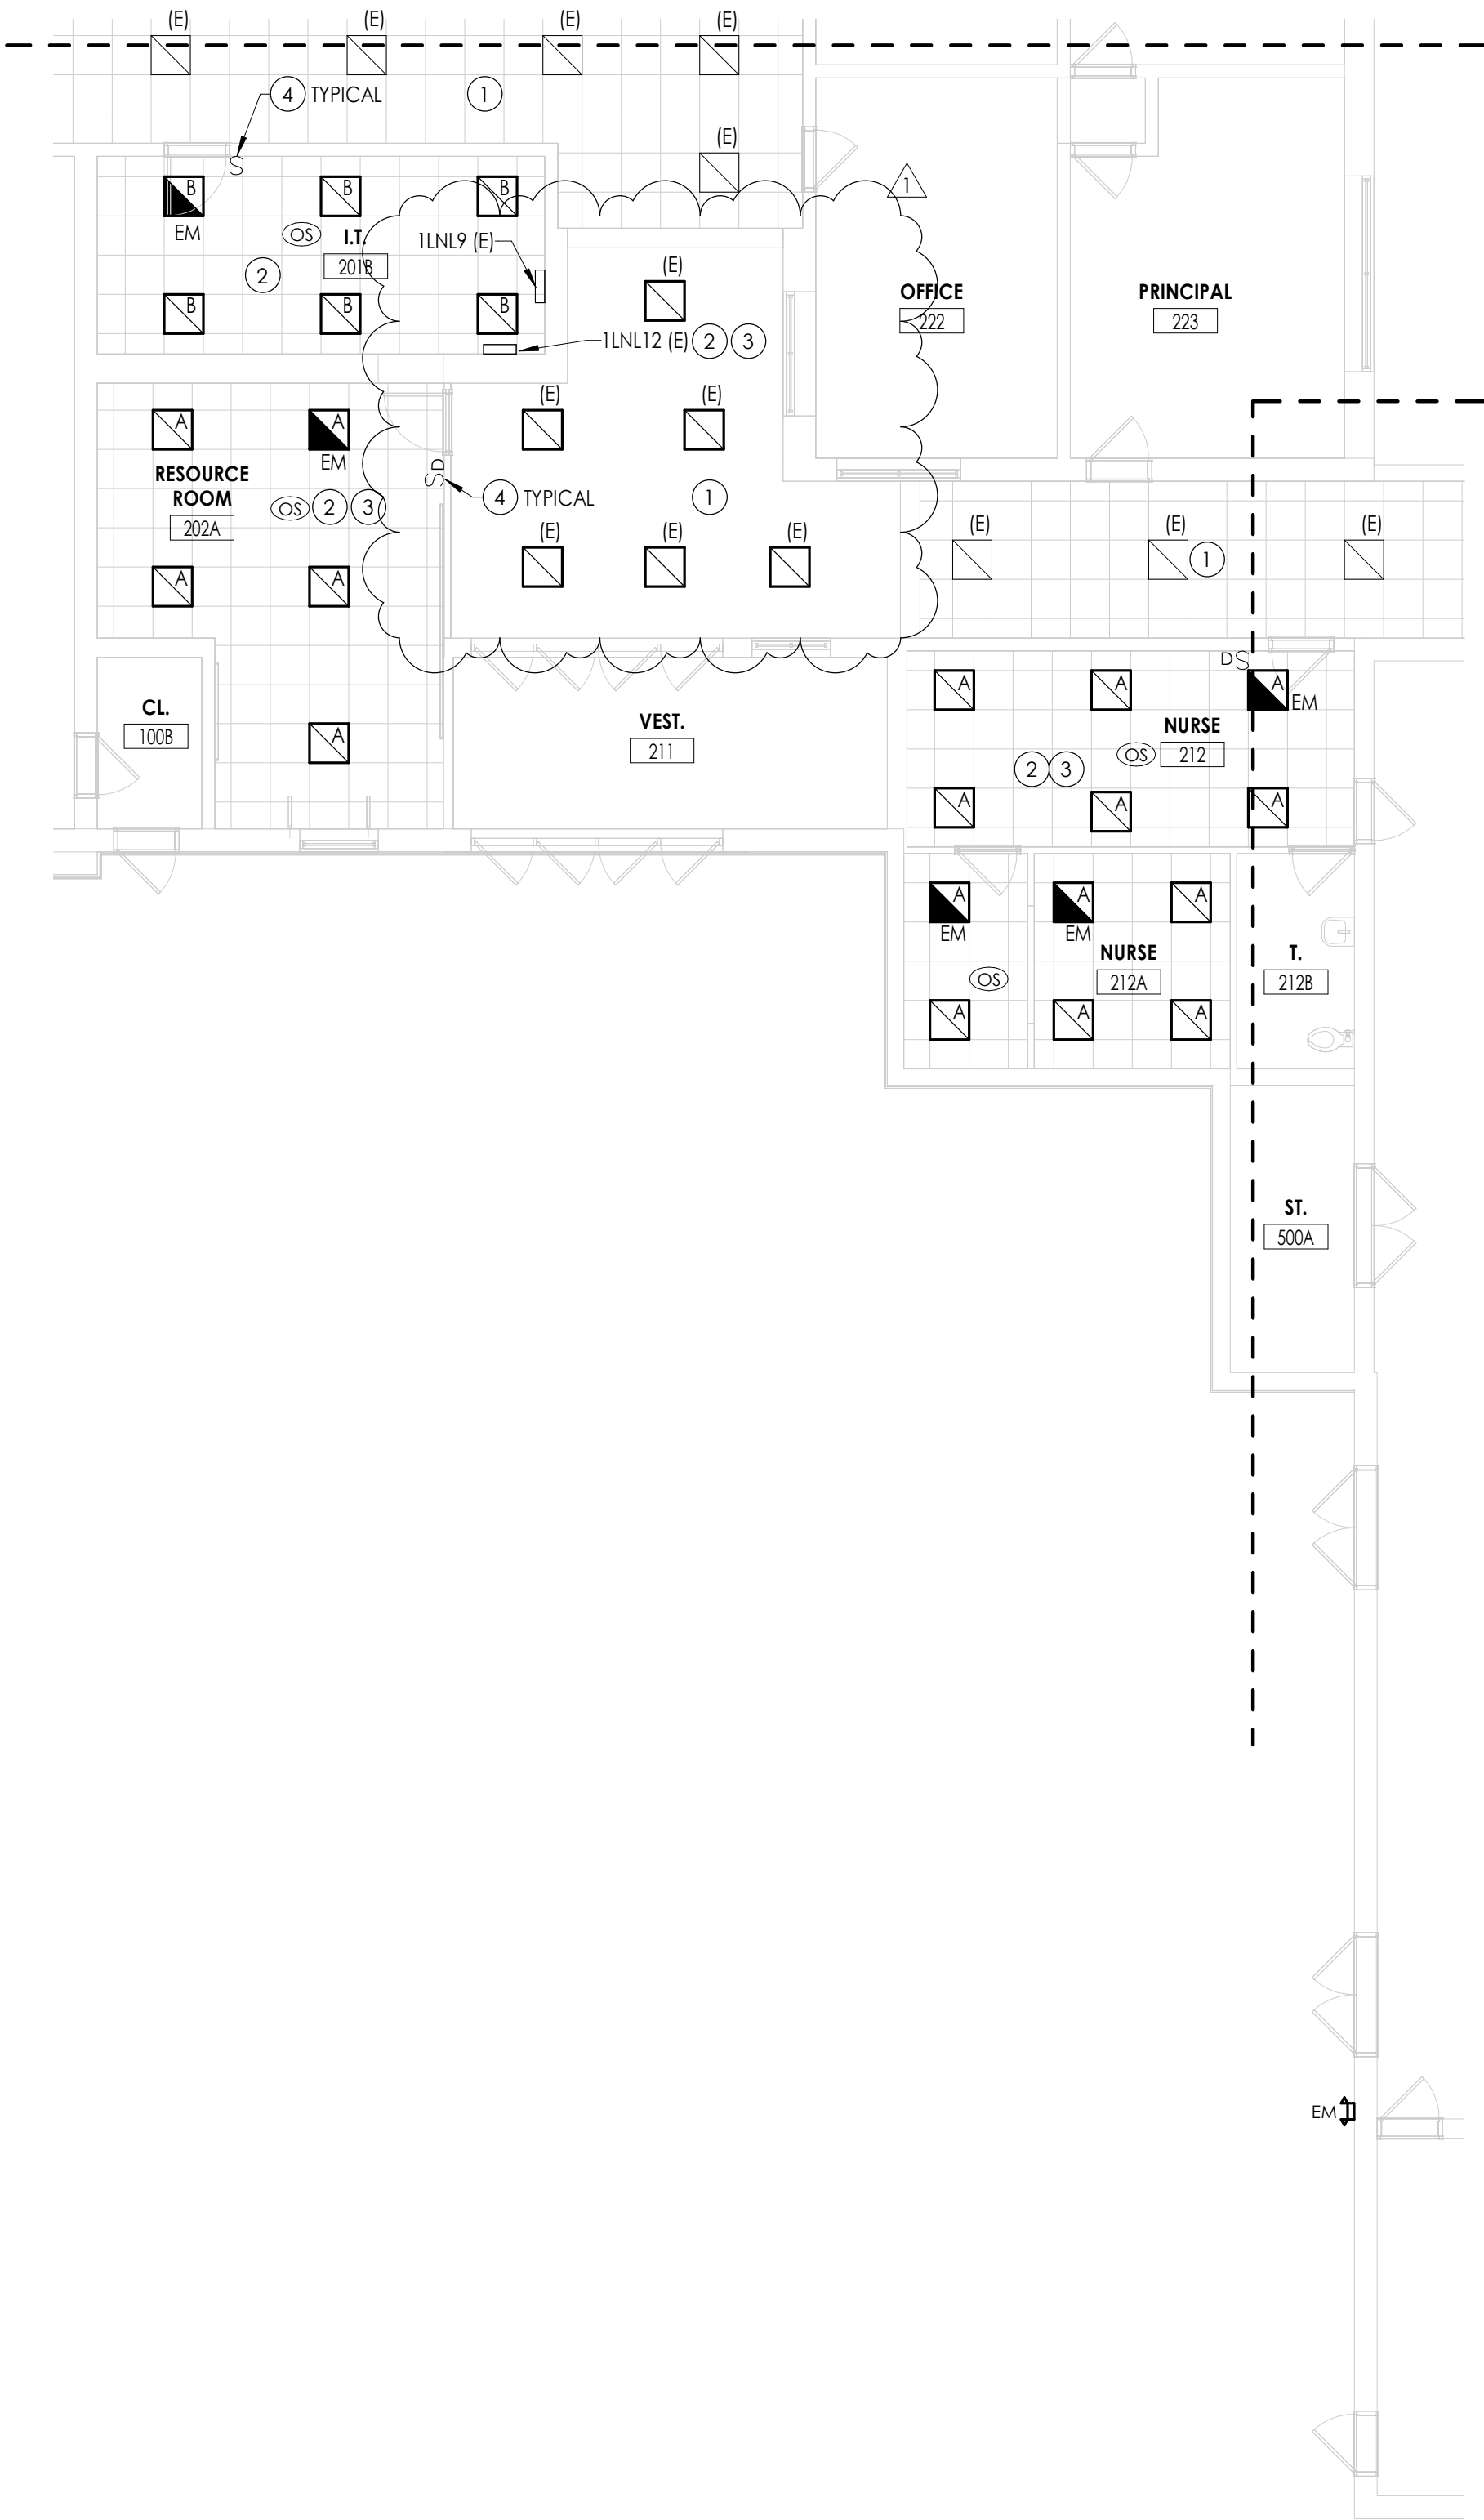 (E) (E) (E) (E)
4 TYPICAL 1
(E)
S
1
B B B
EM OS I.T. 1LNL9 (E)
201B
2
(E)
B B B
OFFICE PRINCIPAL
222 223
1LNL12 (E) 2 3
(E) (E)
A A
EM
RESOURCE
ROOM
202A
OS 2 3
SD
4 TYPICAL
1
(E) (E) (E)
(E) (E) (E)
1
A A
DS
A A A
EM
CL.
100B
VEST.
211
NURSE
212
OS
2 3
A
A A A
A A A
EM EM
NURSE
212A
T.
212B
OS
A A A
ST.
500A
EM